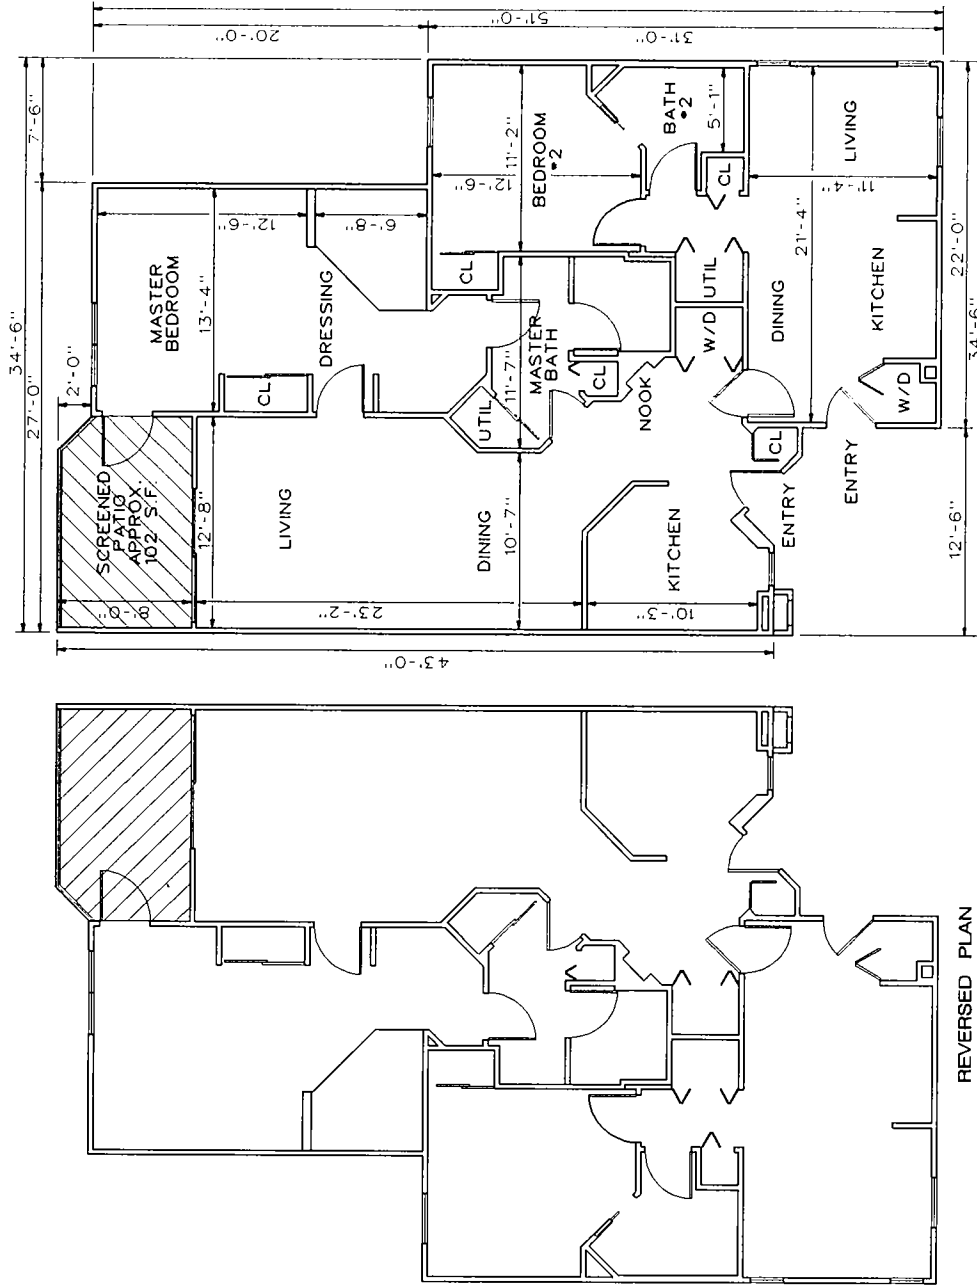 51'-0"
20'-0"
31'-0"
34'-6"
27'-0"
7'-6"
2'-0"
SCREENED
PATIO
APPROX.
102 S.F.
8'-0"
MASTER
BEDROOM
13'-4"
12'-6"
6'-8"
DRESSING
CL
12'-8"
LIVING
23'-2"
DINING
10'-7"
UTIL
11'-7"
MASTER
BATH
CL
CL
BEDROOM
#2
11'-2"
12'-6"
BATH
#2
5'-1"
CL
NOOK
W/D
UTIL
KITCHEN
10'-3"
ENTRY
CL
DINING
21'-4"
LIVING
11'-4"
KITCHEN
W/D
ENTRY
12'-6"
22'-0"
34'-6"
43'-0"
REVERSED PLAN